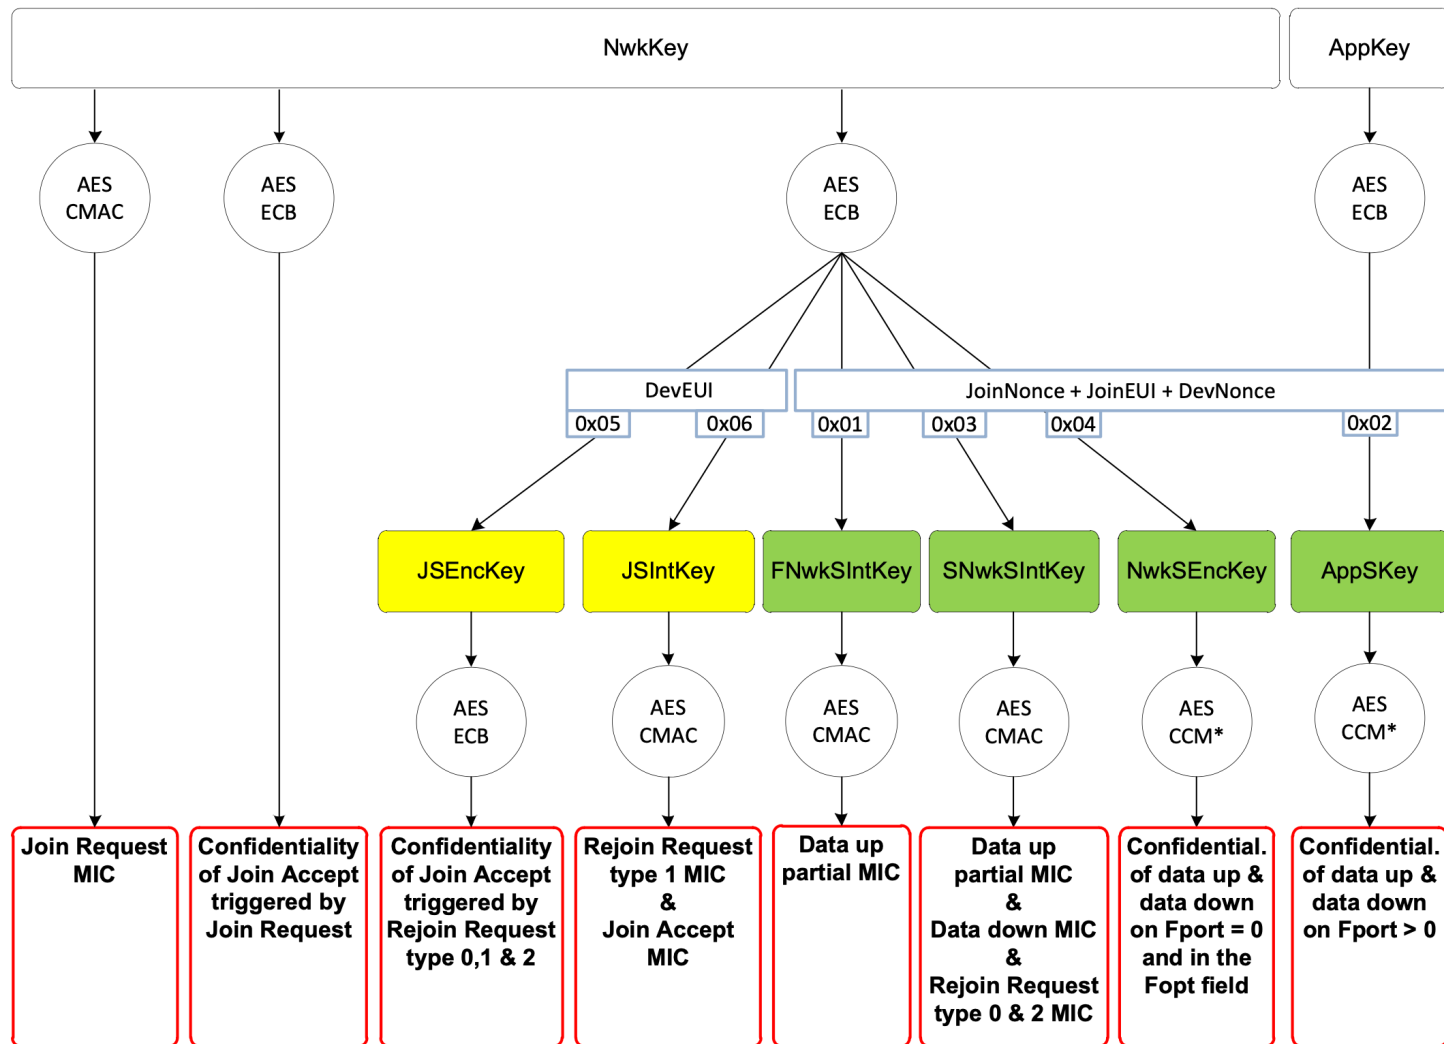 NwkKey
AppKey
AES
CMAC
AES
ECB
AES
ECB
AES
ECB
DevEUI
JoinNonce + JoinEUI + DevNonce
0x05
0x06
0x01
0x03
0x04
0x02
JSEncKey
JSIntKey
FNwkSIntKey
SNwkSIntKey
NwkSEncKey
AppSKey
AES
ECB
AES
CMAC
AES
CMAC
AES
CMAC
AES
CCM*
AES
CCM*
Join Request
MIC
Confidentiality
of Join Accept
triggered by
Join Request
Confidentiality
of Join Accept
triggered by
Rejoin Request
type 0,1 & 2
Rejoin Request
type 1 MIC
&
Join Accept
MIC
Data up
partial MIC
Data up
partial MIC
&
Data down MIC
&
Rejoin Request
type 0 & 2 MIC
Confidential.
of data up &
data down
on Fport = 0
and in the
Fopt field
Confidential.
of data up &
data down
on Fport > 0